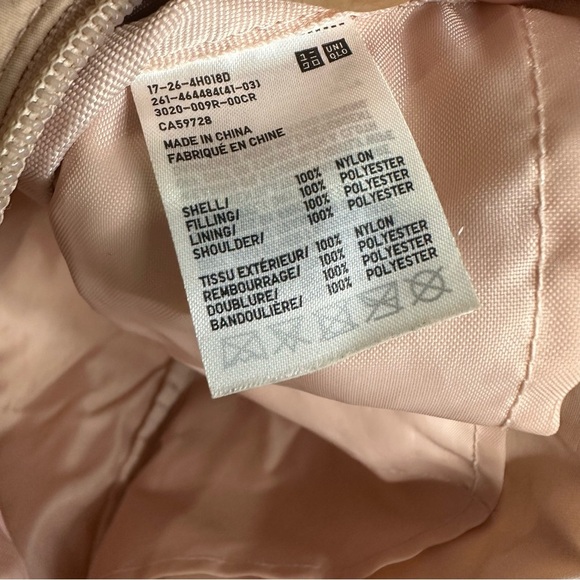 UNI
QLO
17-26-4H018D
261-464484(41-03)
3020-009R-00CR
CA59728
MADE IN CHINA
FABRIQUÉ EN CHINE
SHELL/ 100% NYLON
FILLING/ 100% POLYESTER
LINING/ 100% POLYESTER
SHOULDER/ 100% POLYESTER
TISSU EXTÉRIEUR/ 100% NYLON
REMBOURRAGE/ 100% POLYESTER
DOUBLURE/ 100% POLYESTER
BANDOULIÈRE/ 100% POLYESTER